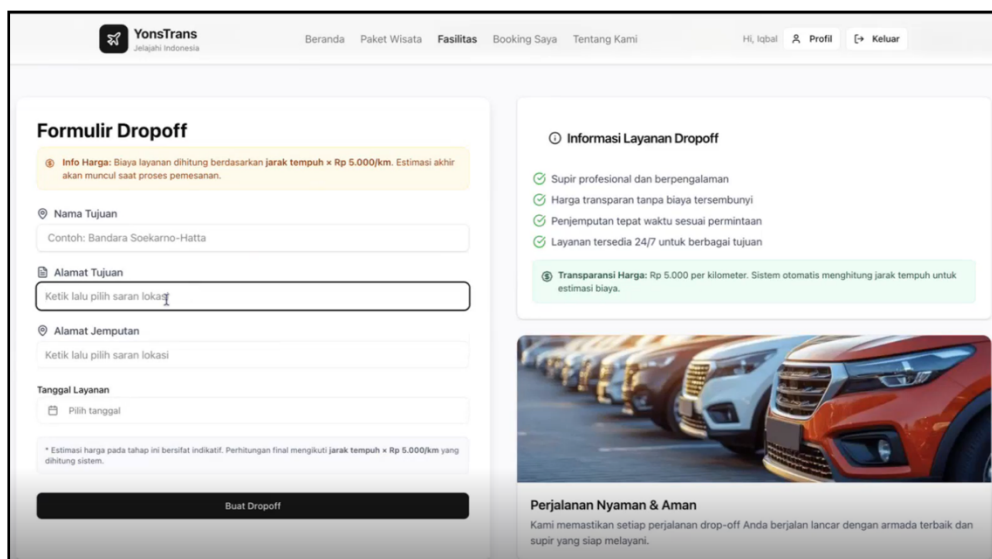 YonsTrans
Jelajahi Indonesia
Beranda Paket Wisata Fasilitas Booking Saya Tentang Kami
Hi, Iqbal Profil Keluar
Formulir Dropoff
Info Harga: Biaya layanan dihitung berdasarkan jarak tempuh × Rp 5.000/km. Estimasi akhir
akan muncul saat proses pemesanan.
Nama Tujuan
Contoh: Bandara Soekarno-Hatta
Alamat Tujuan
Ketik lalu pilih saran lokasi
Alamat Jemputan
Ketik lalu pilih saran lokasi
Tanggal Layanan
Pilih tanggal
* Estimasi harga pada tahap ini bersifat indikatif. Perhitungan final mengikuti jarak tempuh × Rp 5.000/km yang
dihitung sistem.
Buat Dropoff
Informasi Layanan Dropoff
Supir profesional dan berpengalaman
Harga transparan tanpa biaya tersembunyi
Penjemputan tepat waktu sesuai permintaan
Layanan tersedia 24/7 untuk berbagai tujuan
Transparansi Harga: Rp 5.000 per kilometer. Sistem otomatis menghitung jarak tempuh untuk
estimasi biaya.
Perjalanan Nyaman & Aman
Kami memastikan setiap perjalanan drop-off Anda berjalan lancar dengan armada terbaik dan
supir yang siap melayani.